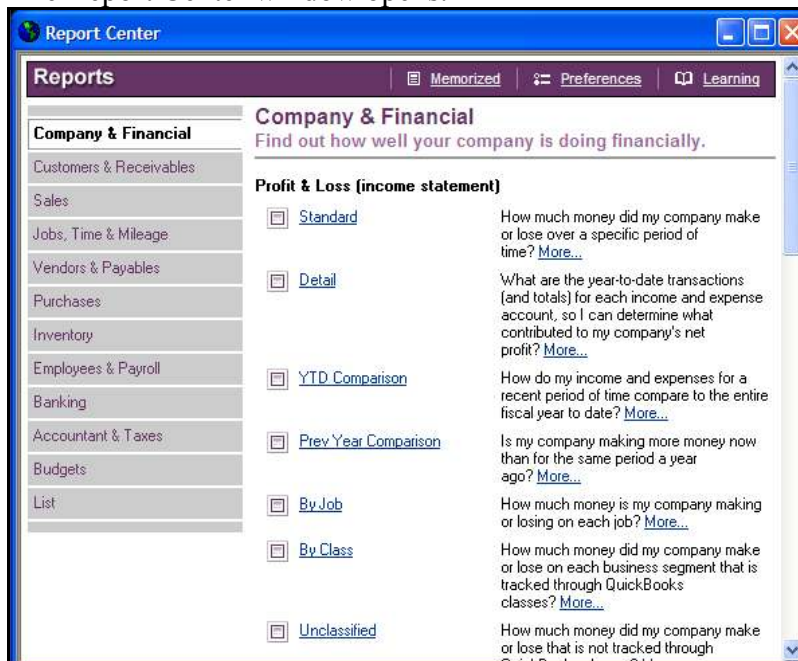 Report Center
Reports
Memorized
Preferences
Learning
Company & Financial
Customers & Receivables
Sales
Jobs, Time & Mileage
Vendors & Payables
Purchases
Inventory
Employees & Payroll
Banking
Accountant & Taxes
Budgets
List
Company & Financial
Find out how well your company is doing financially.
Profit & Loss (income statement)
Standard
How much money did my company make
or lose over a specific period of
time? More...
Detail
What are the year-to-date transactions
(and totals) for each income and expense
account, so I can determine what
contributed to my company's net
profit? More...
YTD Comparison
How do my income and expenses for a
recent period of time compare to the entire
fiscal year to date? More...
Prev Year Comparison
Is my company making more money now
than for the same period a year
ago? More...
By Job
How much money is my company making
or losing on each job? More...
By Class
How much money did my company make
or lose on each business segment that is
tracked through QuickBooks
classes? More...
Unclassified
How much money did my company make
or lose that is not tracked through